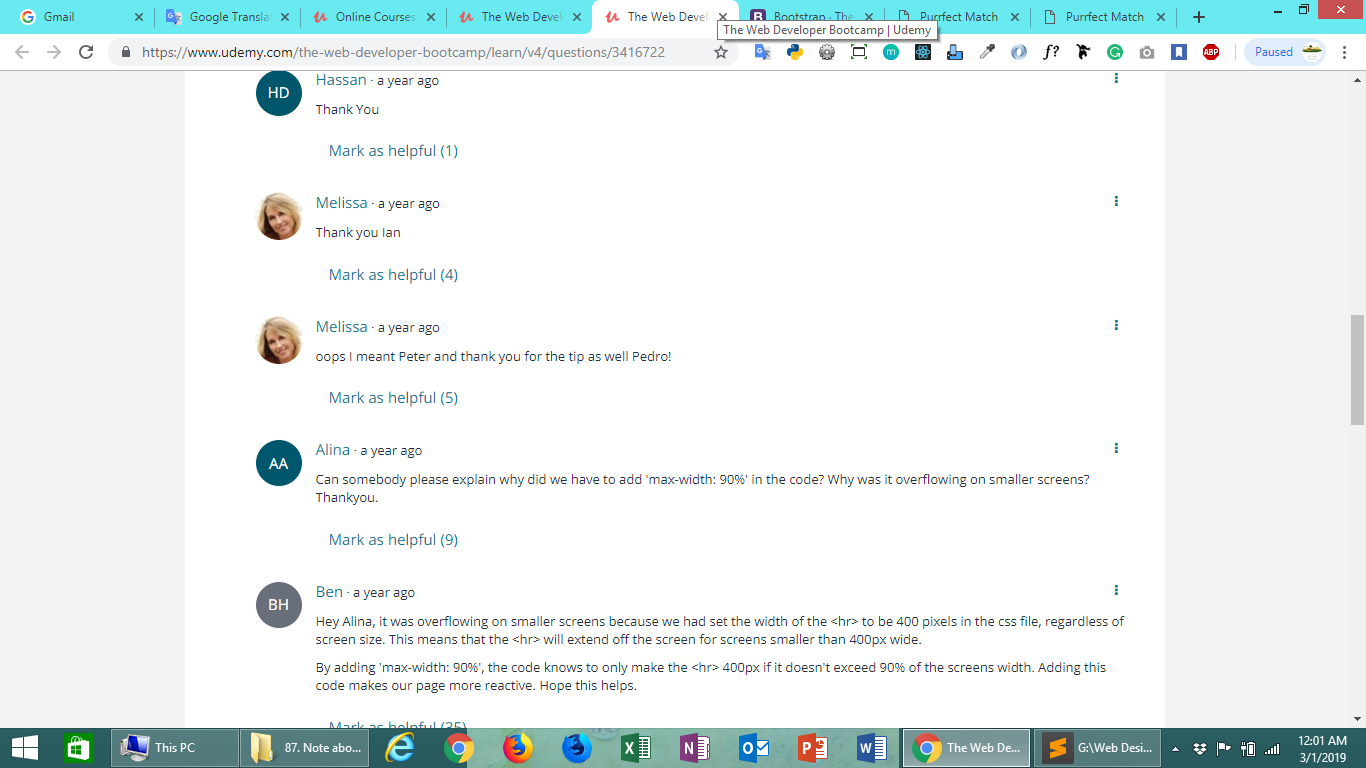 Gmail
Google Transla
Online Courses
The Web Devel
The Web Devel
Bootstrap · The
Purrfect Match
Purrfect Match
The Web Developer Bootcamp | Udemy
https://www.udemy.com/the-web-developer-bootcamp/learn/v4/questions/3416722
f?
m
ABP
Paused
HD
Hassan · a year ago
Thank You
Mark as helpful (1)
Melissa · a year ago
Thank you Ian
Mark as helpful (4)
Melissa · a year ago
oops I meant Peter and thank you for the tip as well Pedro!
Mark as helpful (5)
AA
Alina · a year ago
Can somebody please explain why did we have to add 'max-width: 90%' in the code? Why was it overflowing on smaller screens?
Thankyou.
Mark as helpful (9)
BH
Ben · a year ago
Hey Alina, it was overflowing on smaller screens because we had set the width of the <hr> to be 400 pixels in the css file, regardless of
screen size. This means that the <hr> will extend off the screen for screens smaller than 400px wide.
By adding 'max-width: 90%', the code knows to only make the <hr> 400px if it doesn't exceed 90% of the screens width. Adding this
code makes our page more reactive. Hope this helps.
Mark as helpful (35)
This PC
87. Note abo...
The Web De...
G:\Web Desi...
12:01 AM
3/1/2019